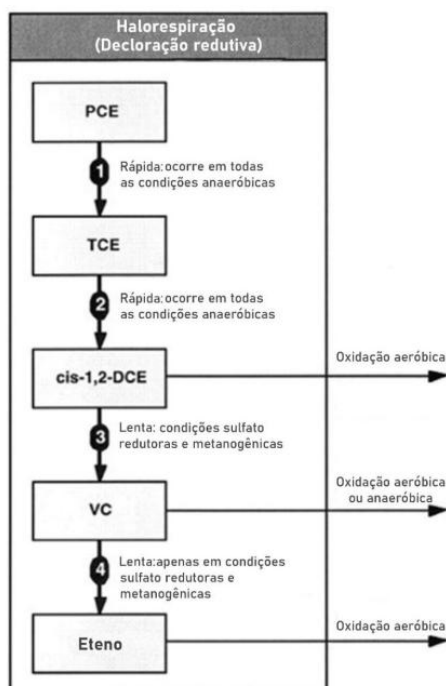 Halorespiração
(Decloração redutiva)
PCE
1
Rápida:ocorre em todas
as condições anaeróbicas
TCE
2
Rápida:ocorre em todas
as condições anaeróbicas
cis-1,2-DCE
Oxidação aeróbica
3
Lenta: condições sulfato
redutoras e metanogênicas
VC
Oxidação aeróbica
ou anaeróbica
4
Lenta:apenas em condições
sulfato redutoras e
metanogênicas
Eteno
Oxidação aeróbica